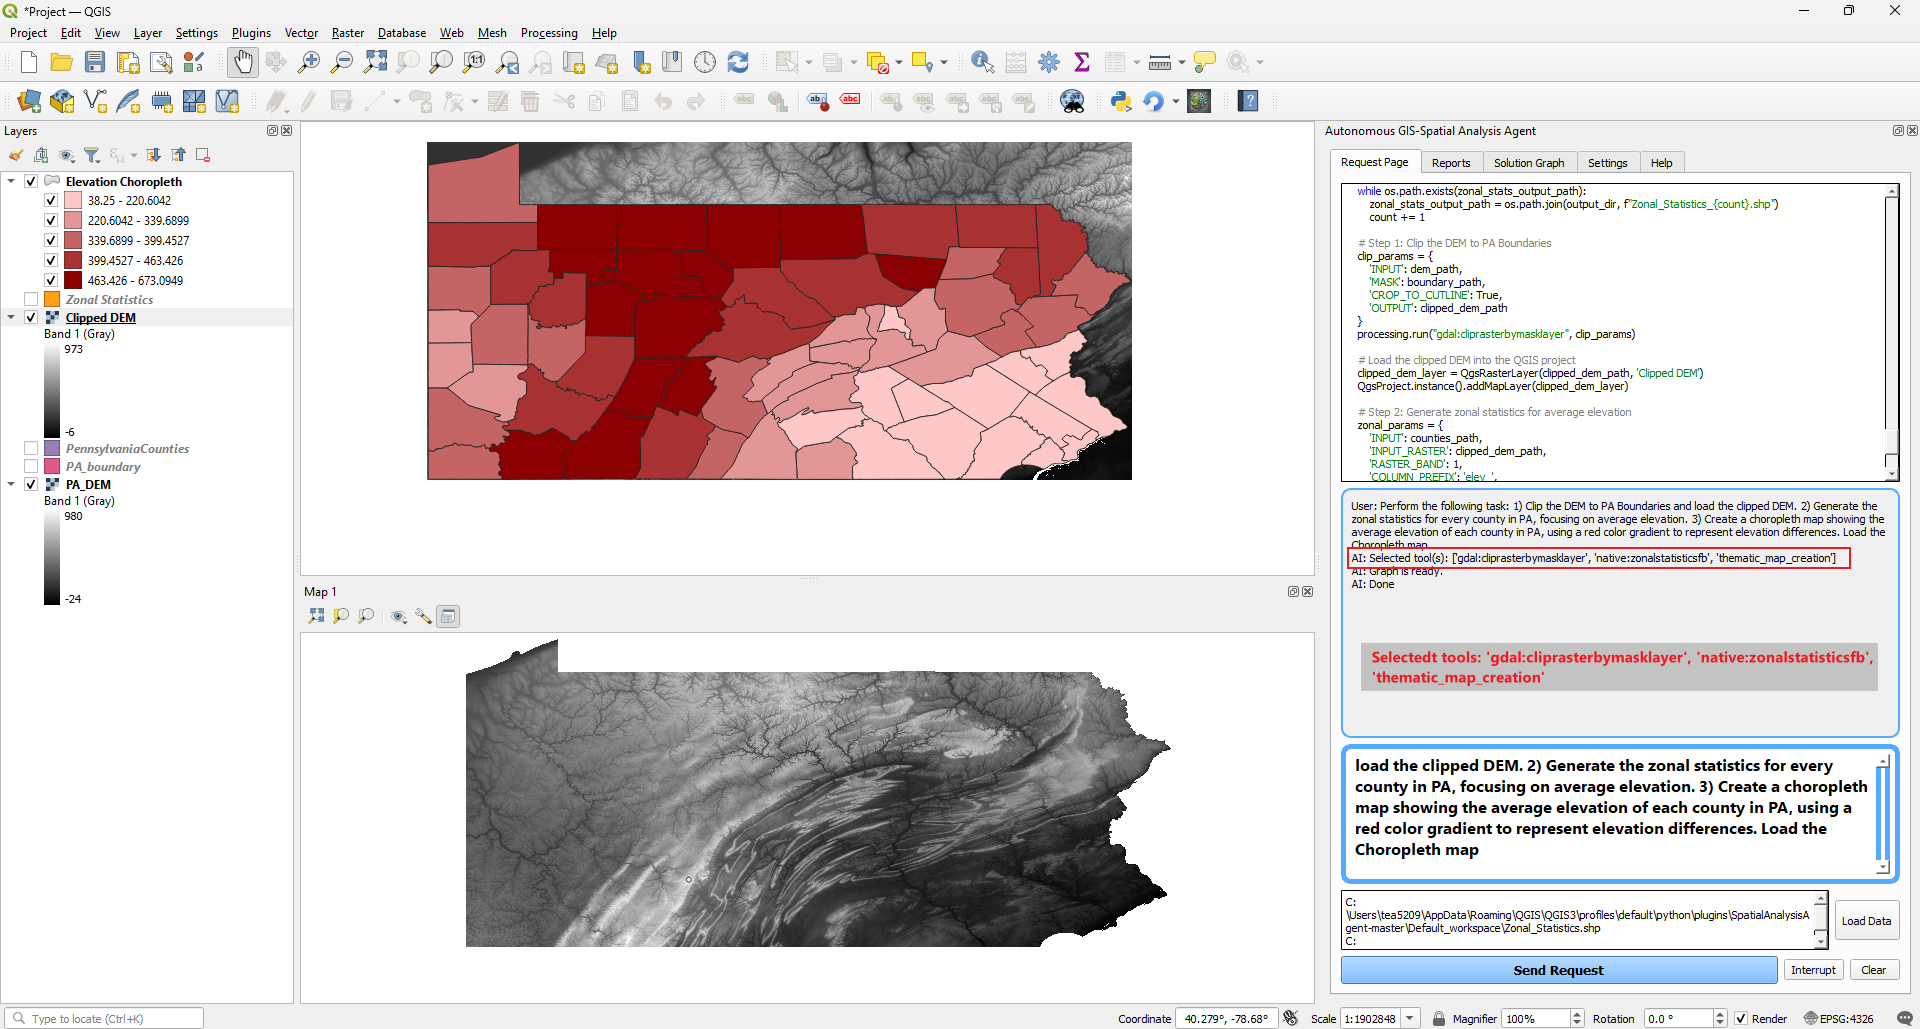 *Project — QGIS
Project Edit View Layer Settings Plugins Vector Raster Database Web Mesh Processing Help
Layers
Elevation Choropleth
38.25 - 220.6042
220.6042 - 339.6899
339.6899 - 399.4527
399.4527 - 463.426
463.426 - 673.0949
Zonal Statistics
Clipped DEM
Band 1 (Gray)
973
-6
PennsylvaniaCounties
PA_boundary
PA_DEM
Band 1 (Gray)
980
-24
Map 1
Autonomous GIS-Spatial Analysis Agent
Request Page Reports Solution Graph Settings Help
while os.path.exists(zonal_stats_output_path):
zonal_stats_output_path = os.path.join(output_dir, f"Zonal_Statistics_{count}.shp")
count += 1
# Step 1: Clip the DEM to PA Boundaries
clip_params = {
'INPUT': dem_path,
'MASK': boundary_path,
'CROP_TO_CUTLINE': True,
'OUTPUT': clipped_dem_path
}
processing.run("gdal:cliprasterbymasklayer", clip_params)
# Load the clipped DEM into the QGIS project
clipped_dem_layer = QgsRasterLayer(clipped_dem_path, 'Clipped DEM')
QgsProject.instance().addMapLayer(clipped_dem_layer)
# Step 2: Generate zonal statistics for average elevation
zonal_params = {
'INPUT': counties_path,
'INPUT_RASTER': clipped_dem_path,
'RASTER_BAND': 1,
'COLUMN_PREFIX': 'elev_',
User: Perform the following task: 1) Clip the DEM to PA Boundaries and load the clipped DEM. 2) Generate the
zonal statistics for every county in PA, focusing on average elevation. 3) Create a choropleth map showing the
average elevation of each county in PA, using a red color gradient to represent elevation differences. Load the
Choropleth map
AI: Selected tool(s): ['gdal:cliprasterbymasklayer', 'native:zonalstatisticsfb', 'thematic_map_creation']
AI: Graph is ready.
AI: Done
Selectedt tools: 'gdal:cliprasterbymasklayer', 'native:zonalstatisticsfb',
'thematic_map_creation'
load the clipped DEM. 2) Generate the zonal statistics for every
county in PA, focusing on average elevation. 3) Create a choropleth
map showing the average elevation of each county in PA, using a
red color gradient to represent elevation differences. Load the
Choropleth map
C:
\Users\tea5209\AppData\Roaming\QGIS\QGIS3\profiles\default\python\plugins\SpatialAnalysisA
gent-master\Default_workspace\Zonal_Statistics.shp
C:
Load Data
Send Request Interrupt Clear
Type to locate (Ctrl+K) Coordinate 40.279°, -78.68° Scale 1:1902848 Magnifier 100% Rotation 0.0 ° Render EPSG:4326